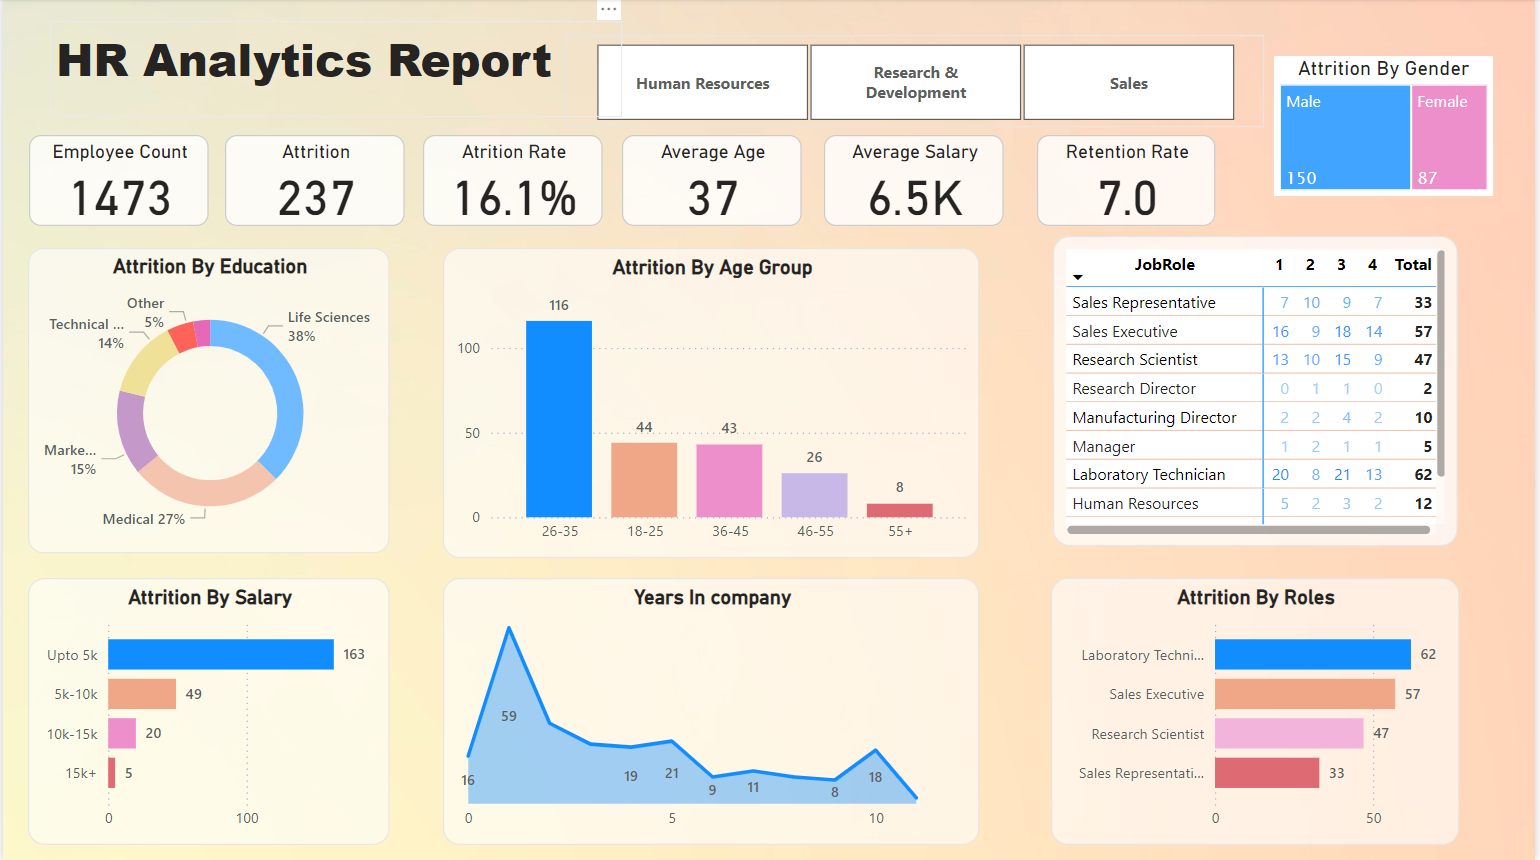 HR Analytics Report
Human Resources
Research &
Development
Sales
Attrition By Gender
Male
Female
150
87
Employee Count
1473
Attrition
237
Atrition Rate
16.1%
Average Age
37
Average Salary
6.5K
Retention Rate
7.0
Attrition By Education
Other
5%
Technical ...
14%
Marke...
15%
Medical 27%
Life Sciences
38%
Attrition By Age Group
100
50
0
116
44
43
26
8
26-35
18-25
36-45
46-55
55+
JobRole 1 2 3 4 Total
Sales Representative 7 10 9 7 33
Sales Executive 16 9 18 14 57
Research Scientist 13 10 15 9 47
Research Director 0 1 1 0 2
Manufacturing Director 2 2 4 2 10
Manager 1 2 1 1 5
Laboratory Technician 20 8 21 13 62
Human Resources 5 2 3 2 12
Attrition By Salary
Upto 5k 163
5k-10k 49
10k-15k 20
15k+ 5
0 100
Years In company
16
59
19
21
9
11
8
18
0 5 10
Attrition By Roles
Laboratory Techni... 62
Sales Executive 57
Research Scientist 47
Sales Representati... 33
0 50